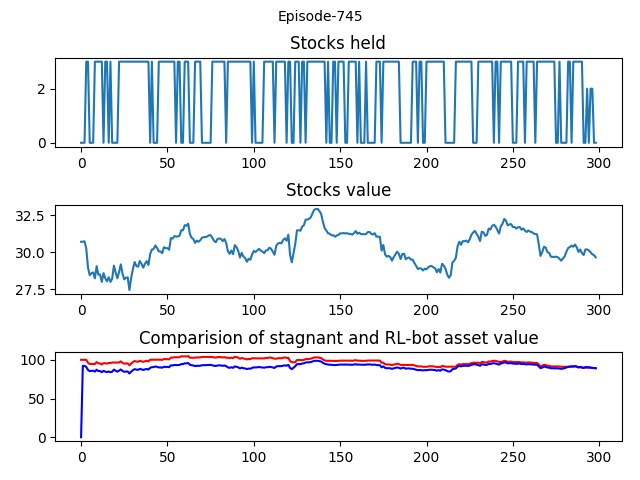 Episode-745
Stocks held
2
0
0 50 100 150 200 250 300
Stocks value
32.5
30.0
27.5
0 50 100 150 200 250 300
Comparision of stagnant and RL-bot asset value
100
50
0
0 50 100 150 200 250 300